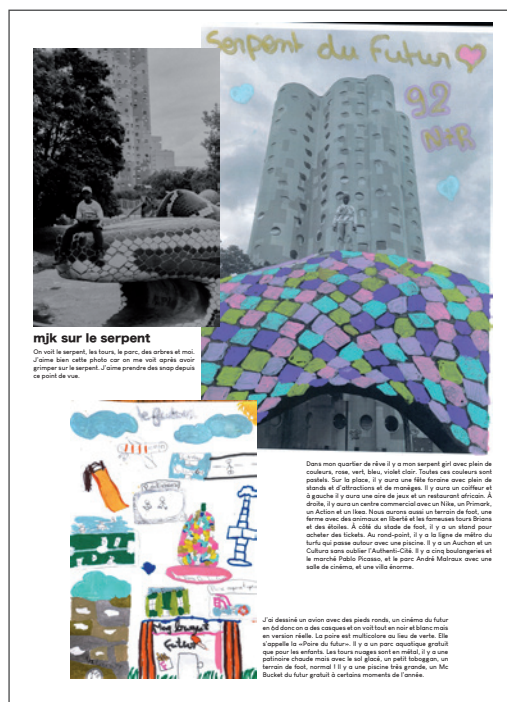 Serpent du Futur
92
NTR
mjk sur le serpent
On voit le serpent, les tours, le parc, des arbres et moi.
J'aime bien cette photo car on me voit après avoir
grimper sur le serpent. J'aime prendre des snap depuis
ce point de vue.
le futur
Dans mon quartier de rêve il y a mon serpent girl avec plein de
couleurs, rose, vert, bleu, violet clair. Toutes ces couleurs sont
pastels. Sur la place, il y aura une fête foraine avec plein de
stands et d'attractions et de manèges. Il y aura un coiffeur et
à gauche il y aura une aire de jeux et un restaurant africain. À
droite, il y aura un centre commercial avec un Nike, un Primark,
un Action et un Ikea. Nous aurons aussi un terrain de foot, une
ferme avec des animaux en liberté et les fameuses tours Brians
et des étoiles. À côté du stade de foot, il y a un stand pour
acheter des tickets. Au rond-point, il y a la ligne de métro du
turfu qui passe autour avec une piscine. Il y a un Auchan et un
Cultura sans oublier l'Authenti-Cité. Il y a cinq boulangeries et
le marché Pablo Picasso, et le parc André Malraux avec une
salle de cinéma, et une villa énorme.
Mac bucket
Futur
J'ai dessiné un avion avec des pieds ronds, un cinéma du futur
en 6d donc on a des casques et on voit tout en noir et blanc mais
en version réelle. La poire est multicolore au lieu de verte. Elle
s'appelle la «Poire du futur». Il y a un parc aquatique gratuit
que pour les enfants. Les tours nuages sont en métal, il y a une
patinoire chaude mais avec le sol glacé, un petit toboggan, un
terrain de foot, normal ! Il y a une piscine très grande, un Mc
Bucket du futur gratuit à certains moments de l'année.